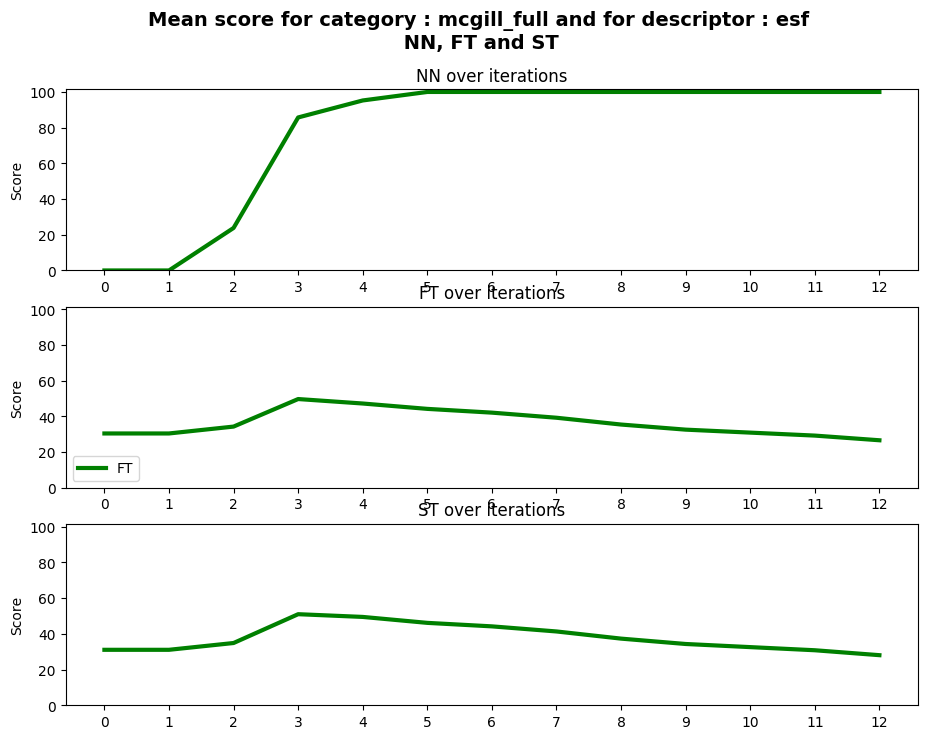 Mean score for category : mcgill_full and for descriptor : esf
NN, FT and ST
NN over iterations
100
80
60
40
20
0
Score
0 1 2 3 4 5 6 7 8 9 10 11 12
FT over iterations
100
80
60
40
20
0
Score
FT
0 1 2 3 4 5 6 7 8 9 10 11 12
ST over iterations
100
80
60
40
20
0
Score
0 1 2 3 4 5 6 7 8 9 10 11 12